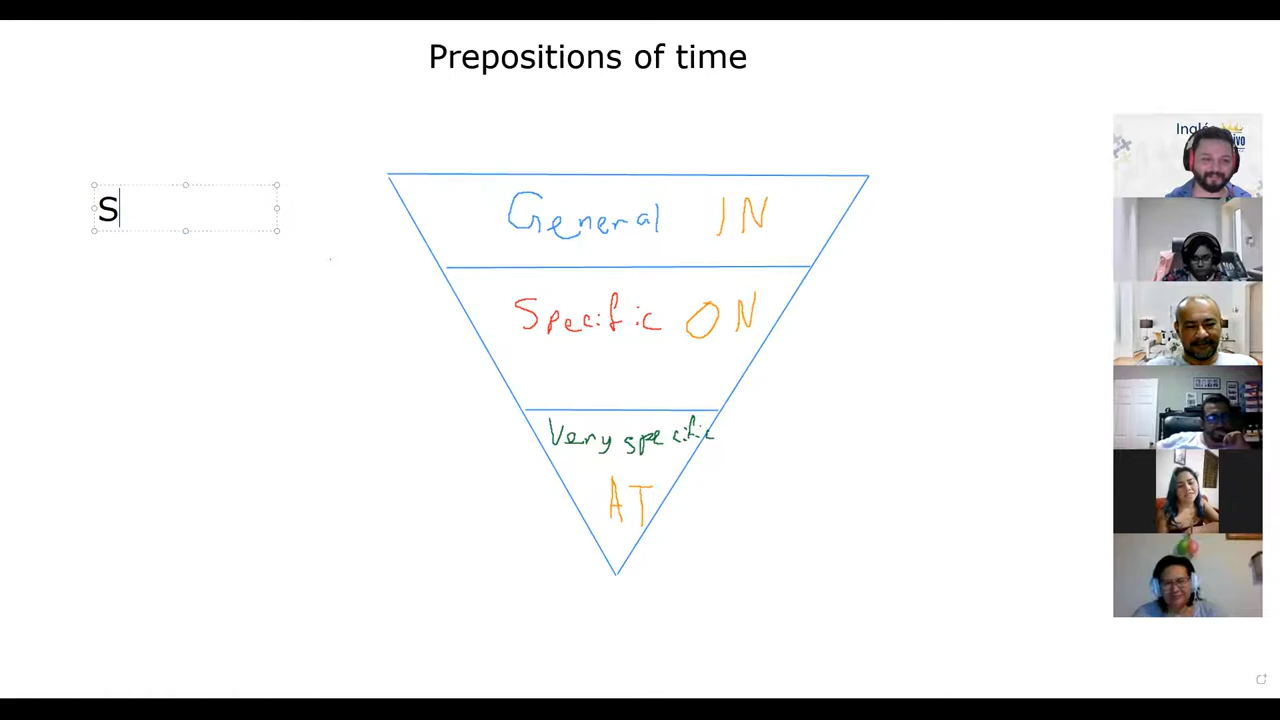 Prepositions of time
S
General IN
Specific ON
Very specific
AT